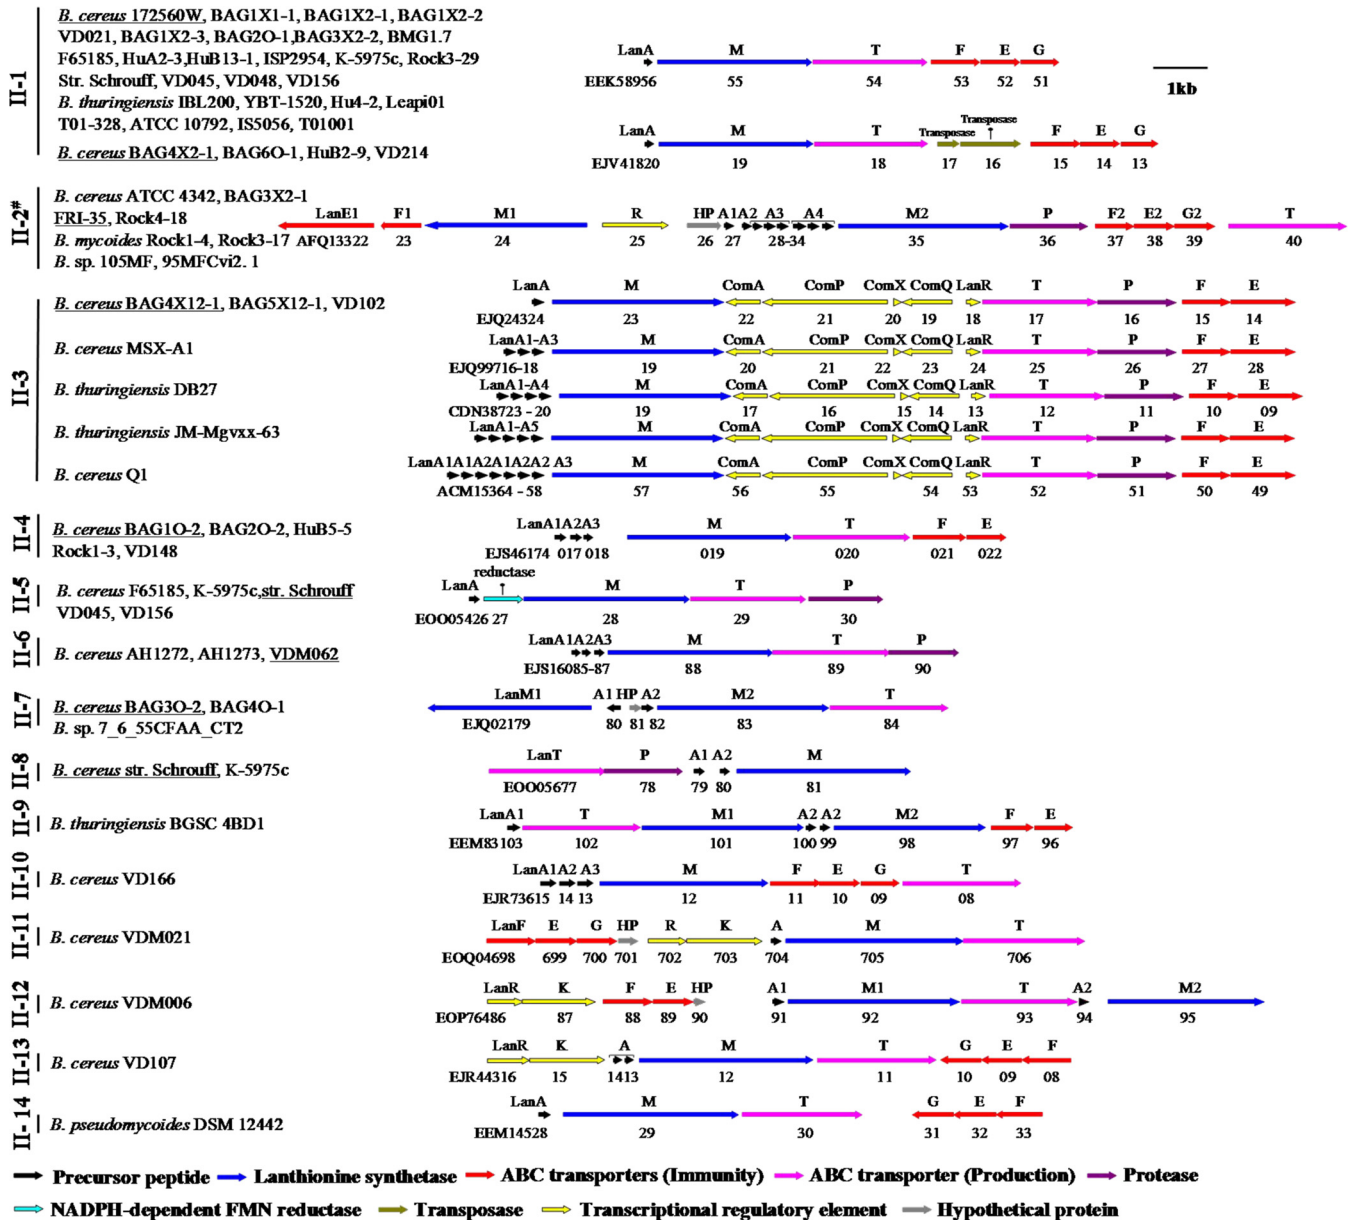 II-1
B. cereus 172560W, BAG1X1-1, BAG1X2-1, BAG1X2-2
VD021, BAG1X2-3, BAG2O-1,BAG3X2-2, BMG1.7
F65185, HuA2-3,HuB13-1, ISP2954, K-5975c, Rock3-29
Str. Schrouff, VD045, VD048, VD156
B. thuringiensis IBL200, YBT-1520, Hu4-2, Leapi01
T01-328, ATCC 10792, IS5056, T01001
B. cereus BAG4X2-1, BAG6O-1, HuB2-9, VD214
LanA M T F E G
EEK58956 55 54 53 52 51
1kb
Transposase
LanA M T Transposase F E G
EJV41820 19 18 17 16 15 14 13
II-2#
B. cereus ATCC 4342, BAG3X2-1
FRI-35, Rock4-18
B. mycoides Rock1-4, Rock3-17
B. sp. 105MF, 95MFCvi2.1
LanE1 F1 M1 R HP A1A2 A3 A4 M2 P F2 E2 G2 T
AFQ13322 23 24 25 26 27 28-34 35 36 37 38 39 40
II-3
B. cereus BAG4X12-1, BAG5X12-1, VD102
LanA M ComA ComP ComX ComQ LanR T P F E
EJQ24324 23 22 21 20 19 18 17 16 15 14
B. cereus MSX-A1
LanA1-A3 M ComA ComP ComX ComQ LanR T P F E
EJQ99716-18 19 20 21 22 23 24 25 26 27 28
B. thuringiensis DB27
LanA1-A4 M ComA ComP ComX ComQ LanR T P F E
CDN38723 - 20 19 17 16 15 14 13 12 11 10 09
B. thuringiensis JM-Mgvxx-63
LanA1-A5 M ComA ComP ComX ComQ LanR T P F E
B. cereus Q1
LanA1A1A2A1A2A2 A3 M ComA ComP ComX ComQ LanR T P F E
ACM15364 - 58 57 56 55 54 53 52 51 50 49
II-4
B. cereus BAG1O-2, BAG2O-2, HuB5-5
Rock1-3, VD148
LanA1A2A3 M T F E
EJS46174 017 018 019 020 021 022
II-5
B. cereus F65185, K-5975c,str. Schrouff
VD045, VD156
reductase
LanA M T P
EOO05426 27 28 29 30
II-6
B. cereus AH1272, AH1273, VDM062
LanA1A2A3 M T P
EJS16085-87 88 89 90
II-7
B. cereus BAG3O-2, BAG4O-1
B. sp. 7_6_55CFAA_CT2
LanM1 A1 HP A2 M2 T
EJQ02179 80 81 82 83 84
II-8
B. cereus str. Schrouff, K-5975c
LanT P A1 A2 M
EOO05677 78 79 80 81
II-9
B. thuringiensis BGSC 4BD1
LanA1 T M1 A2 A2 M2 F E
EEM83103 102 101 100 99 98 97 96
II-10
B. cereus VD166
LanA1A2 A3 M F E G T
EJR73615 14 13 12 11 10 09 08
II-11
B. cereus VDM021
LanF E G HP R K A M T
EOQ04698 699 700 701 702 703 704 705 706
II-12
B. cereus VDM006
LanR K F E HP A1 M1 T A2 M2
EOP76486 87 88 89 90 91 92 93 94 95
II-13
B. cereus VD107
LanR K A M T G E F
EJR44316 15 1413 12 11 10 09 08
II-14
B. pseudomycoides DSM 12442
LanA M T G E F
EEM14528 29 30 31 32 33
Precursor peptide Lanthionine synthetase ABC transporters (Immunity) ABC transporter (Production) Protease
NADPH-dependent FMN reductase Transposase Transcriptional regulatory element Hypothetical protein